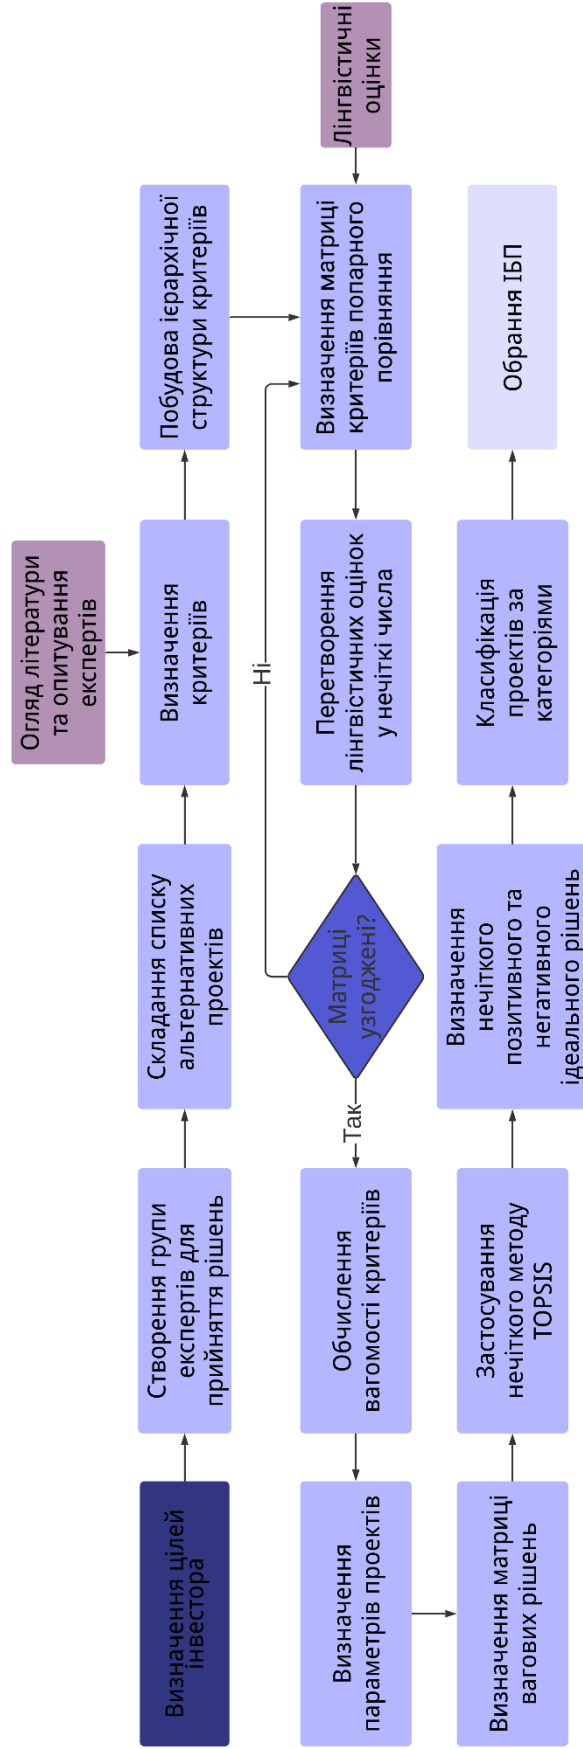 Огляд літератури
та опитування
експертів
Визначення цілей
інвестора
Створення групи
експертів для
прийняття рішень
Складання списку
альтернативних
проектів
Визначення
критеріїв
Побудова ієрархічної
структури критеріїв
Лінгвістичні
оцінки
Визначення матриці
критеріїв попарного
порівняння
Перетворення
лінгвістичних оцінок
у нечіткі числа
Матриці
узгоджені?
Ні
Так
Обчислення
вагомості критеріїв
Визначення
параметрів проектів
Визначення матриці
вагових рішень
Застосування
нечіткого методу
TOPSIS
Визначення
нечіткого
позитивного та
негативного
ідеального рішень
Класифікація
проектів за
категоріями
Обрання ІБП